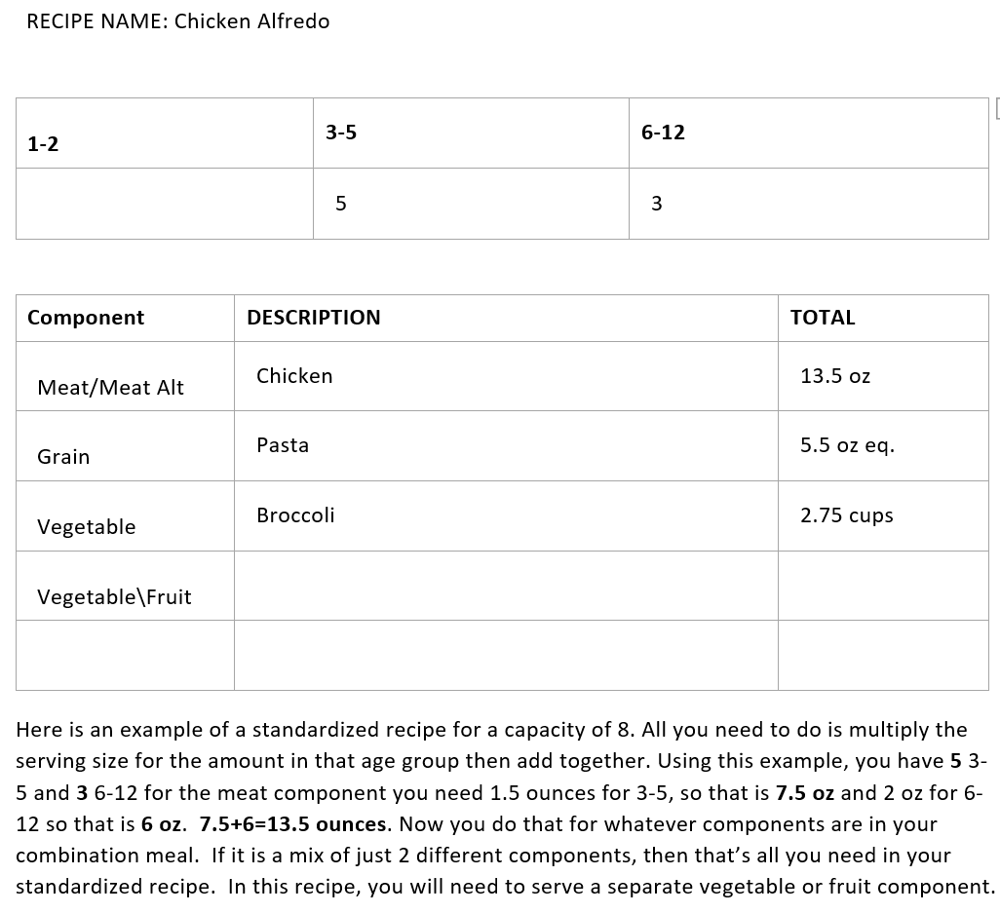 RECIPE NAME: Chicken Alfredo
1-2 3-5 6-12
5 3
Component DESCRIPTION TOTAL
Meat/Meat Alt Chicken 13.5 oz
Grain Pasta 5.5 oz eq.
Vegetable Broccoli 2.75 cups
Vegetable\Fruit
Here is an example of a standardized recipe for a capacity of 8. All you need to do is multiply the
serving size for the amount in that age group then add together. Using this example, you have 5 3-
5 and 3 6-12 for the meat component you need 1.5 ounces for 3-5, so that is 7.5 oz and 2 oz for 6-
12 so that is 6 oz.  7.5+6=13.5 ounces. Now you do that for whatever components are in your
combination meal.  If it is a mix of just 2 different components, then that’s all you need in your
standardized recipe.  In this recipe, you will need to serve a separate vegetable or fruit component.